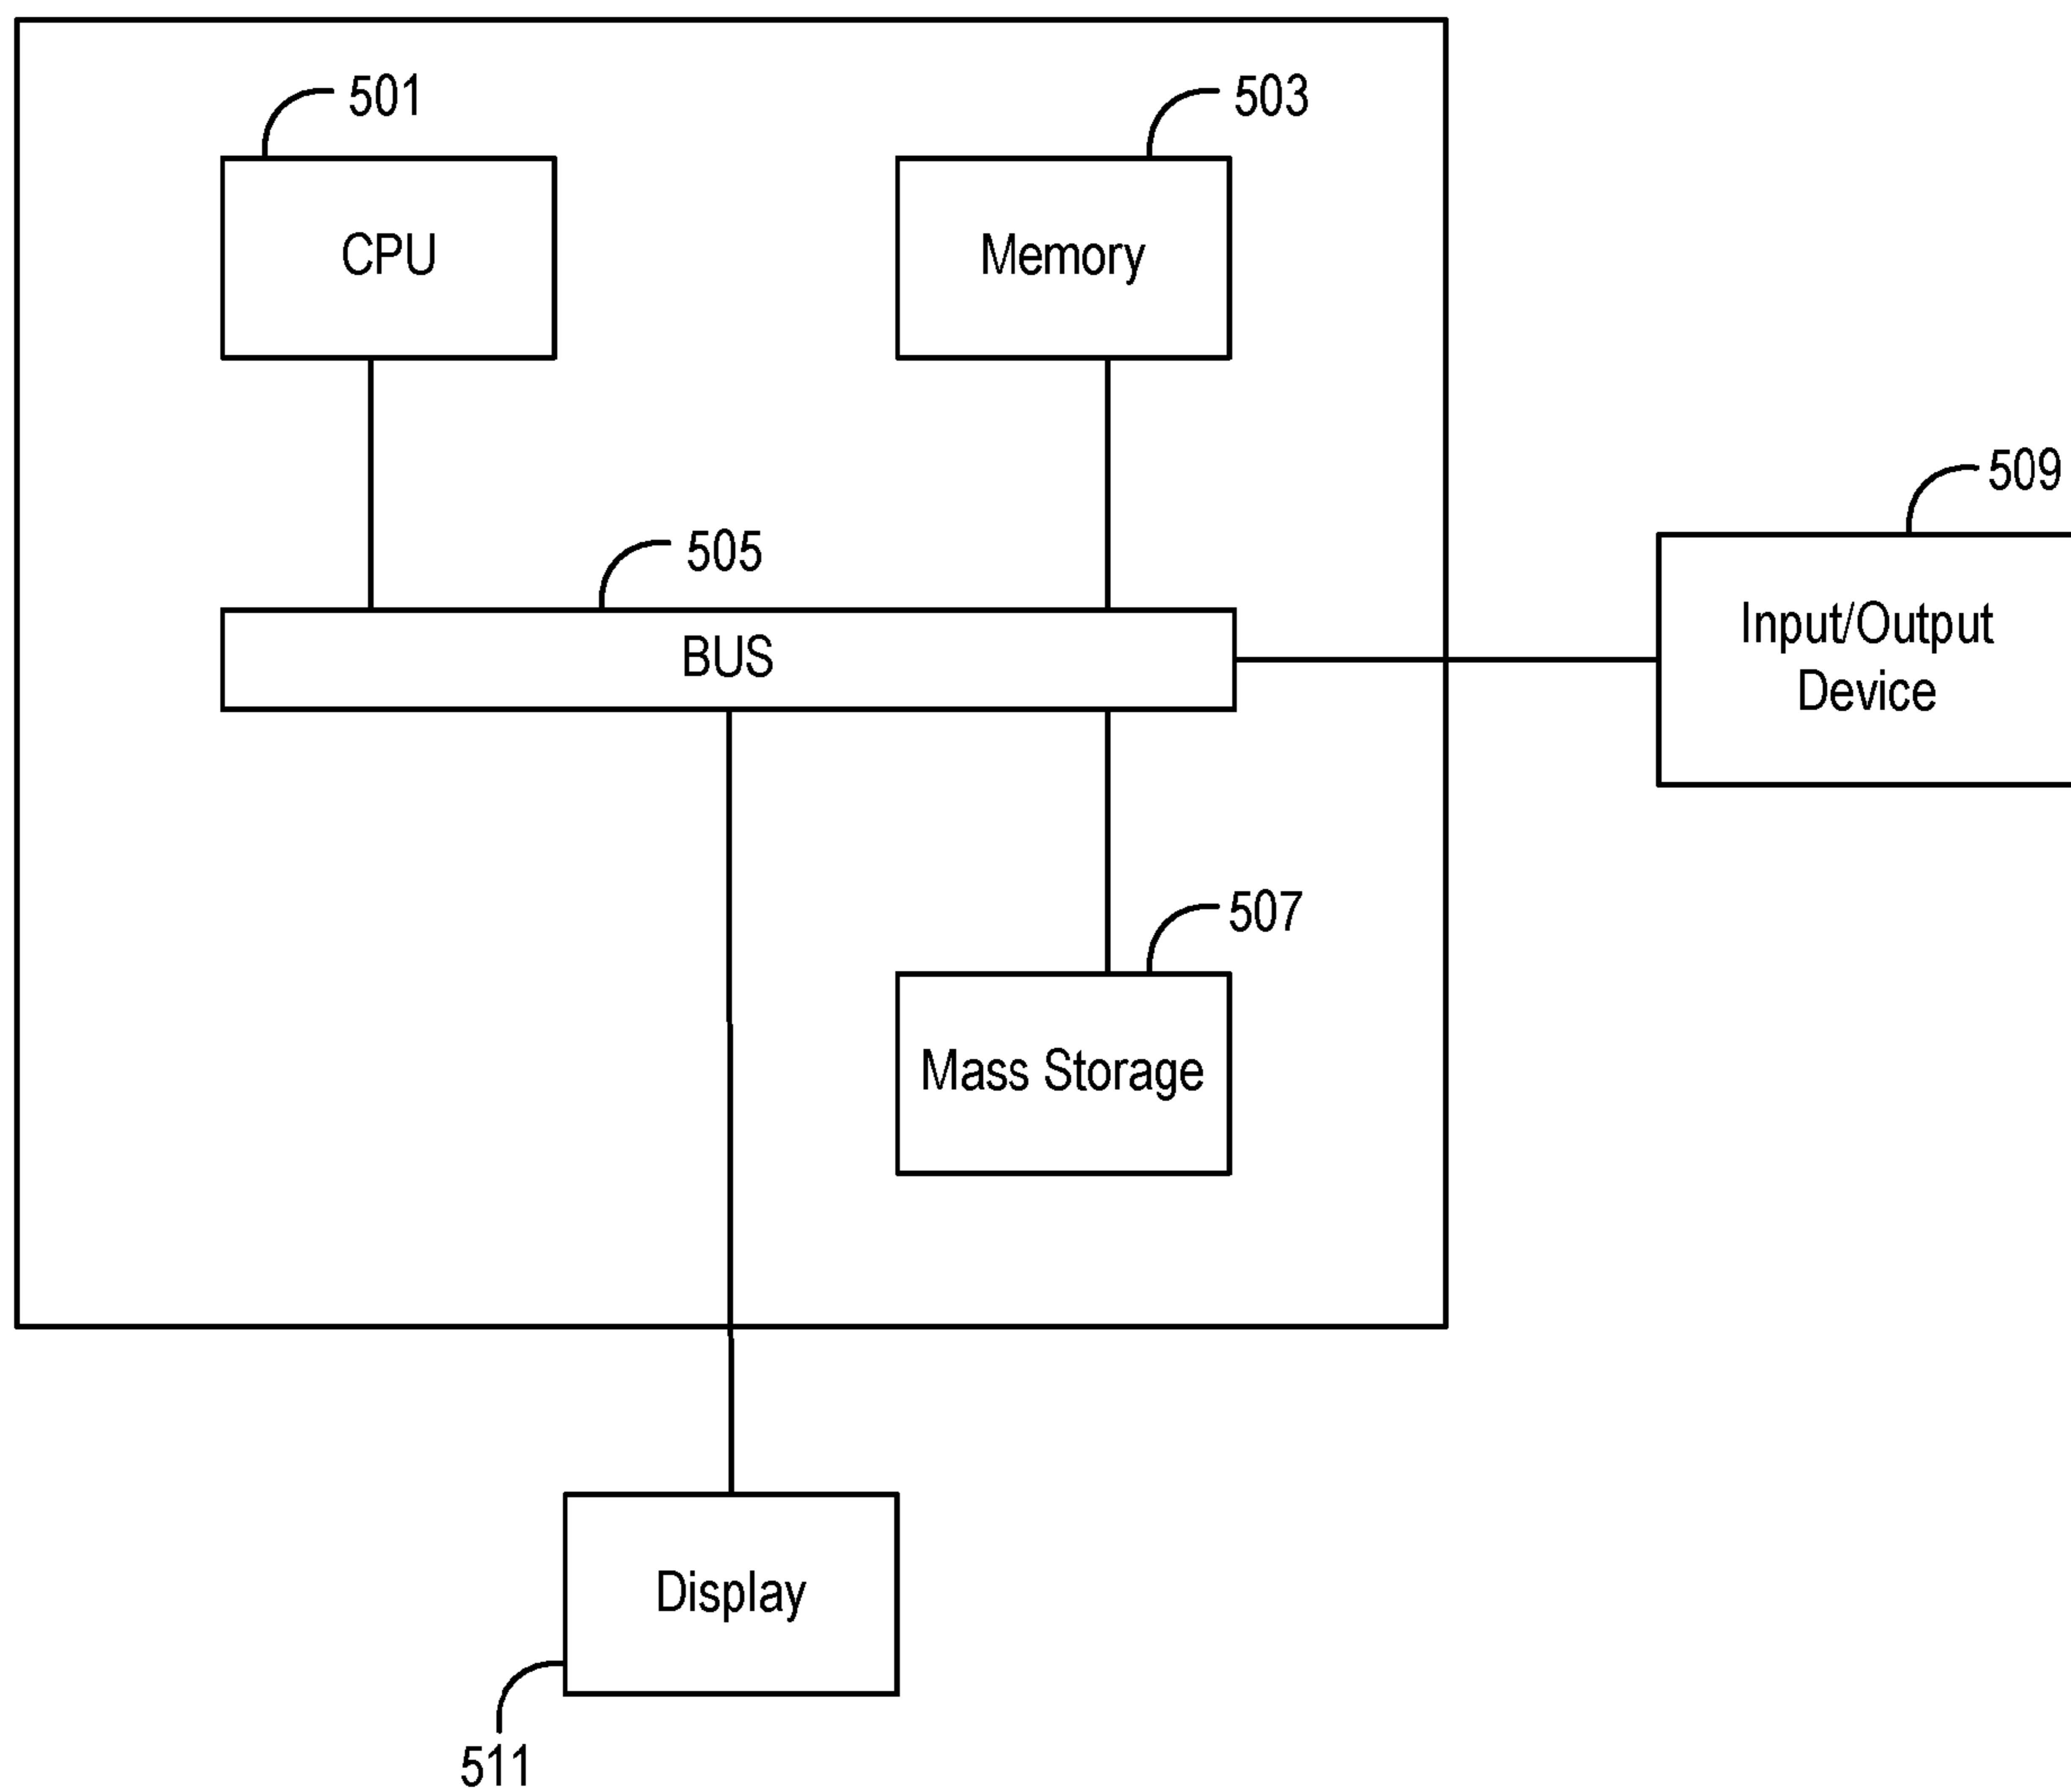 501
503
CPU
Memory
509
505
BUS
Input/Output
Device
507
Mass Storage
Display
511